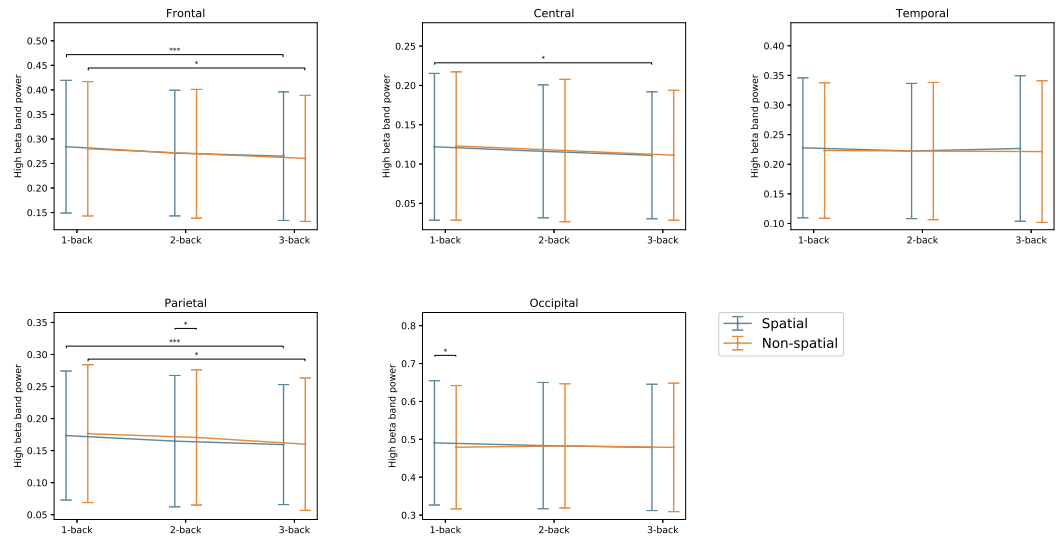 Frontal
High beta band power
0.50
0.45
0.40
0.35
0.30
0.25
0.20
0.15
***
*
1-back 2-back 3-back
Central
High beta band power
0.25
0.20
0.15
0.10
0.05
*
1-back 2-back 3-back
Temporal
High beta band power
0.40
0.35
0.30
0.25
0.20
0.15
0.10
1-back 2-back 3-back
Parietal
High beta band power
0.35
0.30
0.25
0.20
0.15
0.10
0.05
*
***
*
1-back 2-back 3-back
Occipital
High beta band power
0.8
0.7
0.6
0.5
0.4
0.3
*
1-back 2-back 3-back
Spatial
Non-spatial